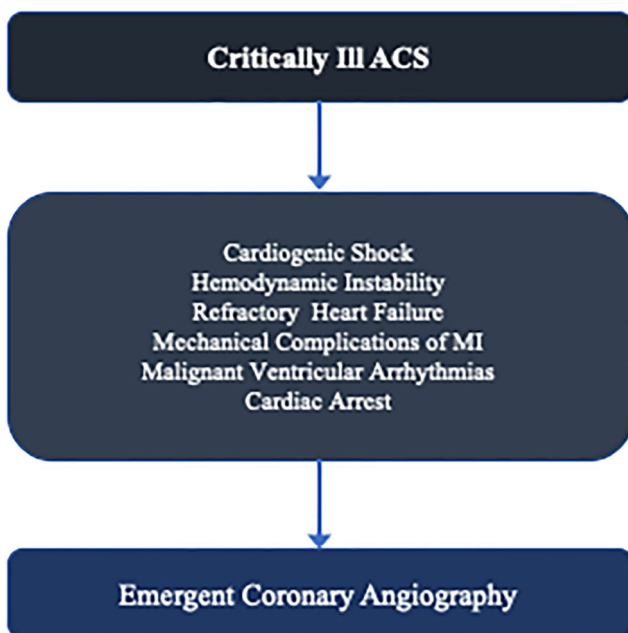 Critically Ill ACS
Cardiogenic Shock
Hemodynamic Instability
Refractory Heart Failure
Mechanical Complications of MI
Malignant Ventricular Arrhythmias
Cardiac Arrest
Emergent Coronary Angiography